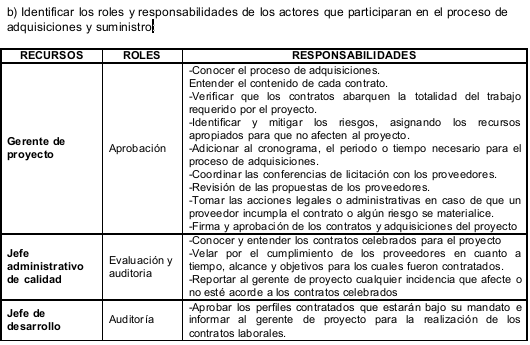 b) Identificar los roles y responsabilidades de los actores que participaran en el proceso de
adquisiciones y suministro:
RECURSOS ROLES RESPONSABILIDADES
Gerente de
proyecto
Aprobación
-Conocer el proceso de adquisiciones.
Entender el contenido de cada contrato.
-Verificar que los contratos abarquen la totalidad del trabajo
requerido por el proyecto.
-Identificar y mitigar los riesgos, asignando los recursos
apropiados para que no afecten al proyecto.
-Adicionar al cronograma, el periodo o tiempo necesario para el
proceso de adquisiciones.
-Coordinar las conferencias de licitación con los proveedores.
-Revisión de las propuestas de los proveedores.
-Tomar las acciones legales o administrativas en caso de que un
proveedor incumpla el contrato o algún riesgo se materialice.
-Firma y aprobación de los contratos y adquisiciones del proyecto
Jefe
administrativo
de calidad
Evaluación y
auditoria
-Conocer y entender los contratos celebrados para el proyecto
-Velar por el cumplimiento de los proveedores en cuanto a
tiempo, alcance y objetivos para los cuales fueron contratados.
-Reportar al gerente de proyecto cualquier incidencia que afecte o
no esté acorde a los contratos celebrados
Jefe de
desarrollo
Auditoría
-Aprobar los perfiles contratados que estarán bajo su mandato e
informar al gerente de proyecto para la realización de los
contratos laborales.